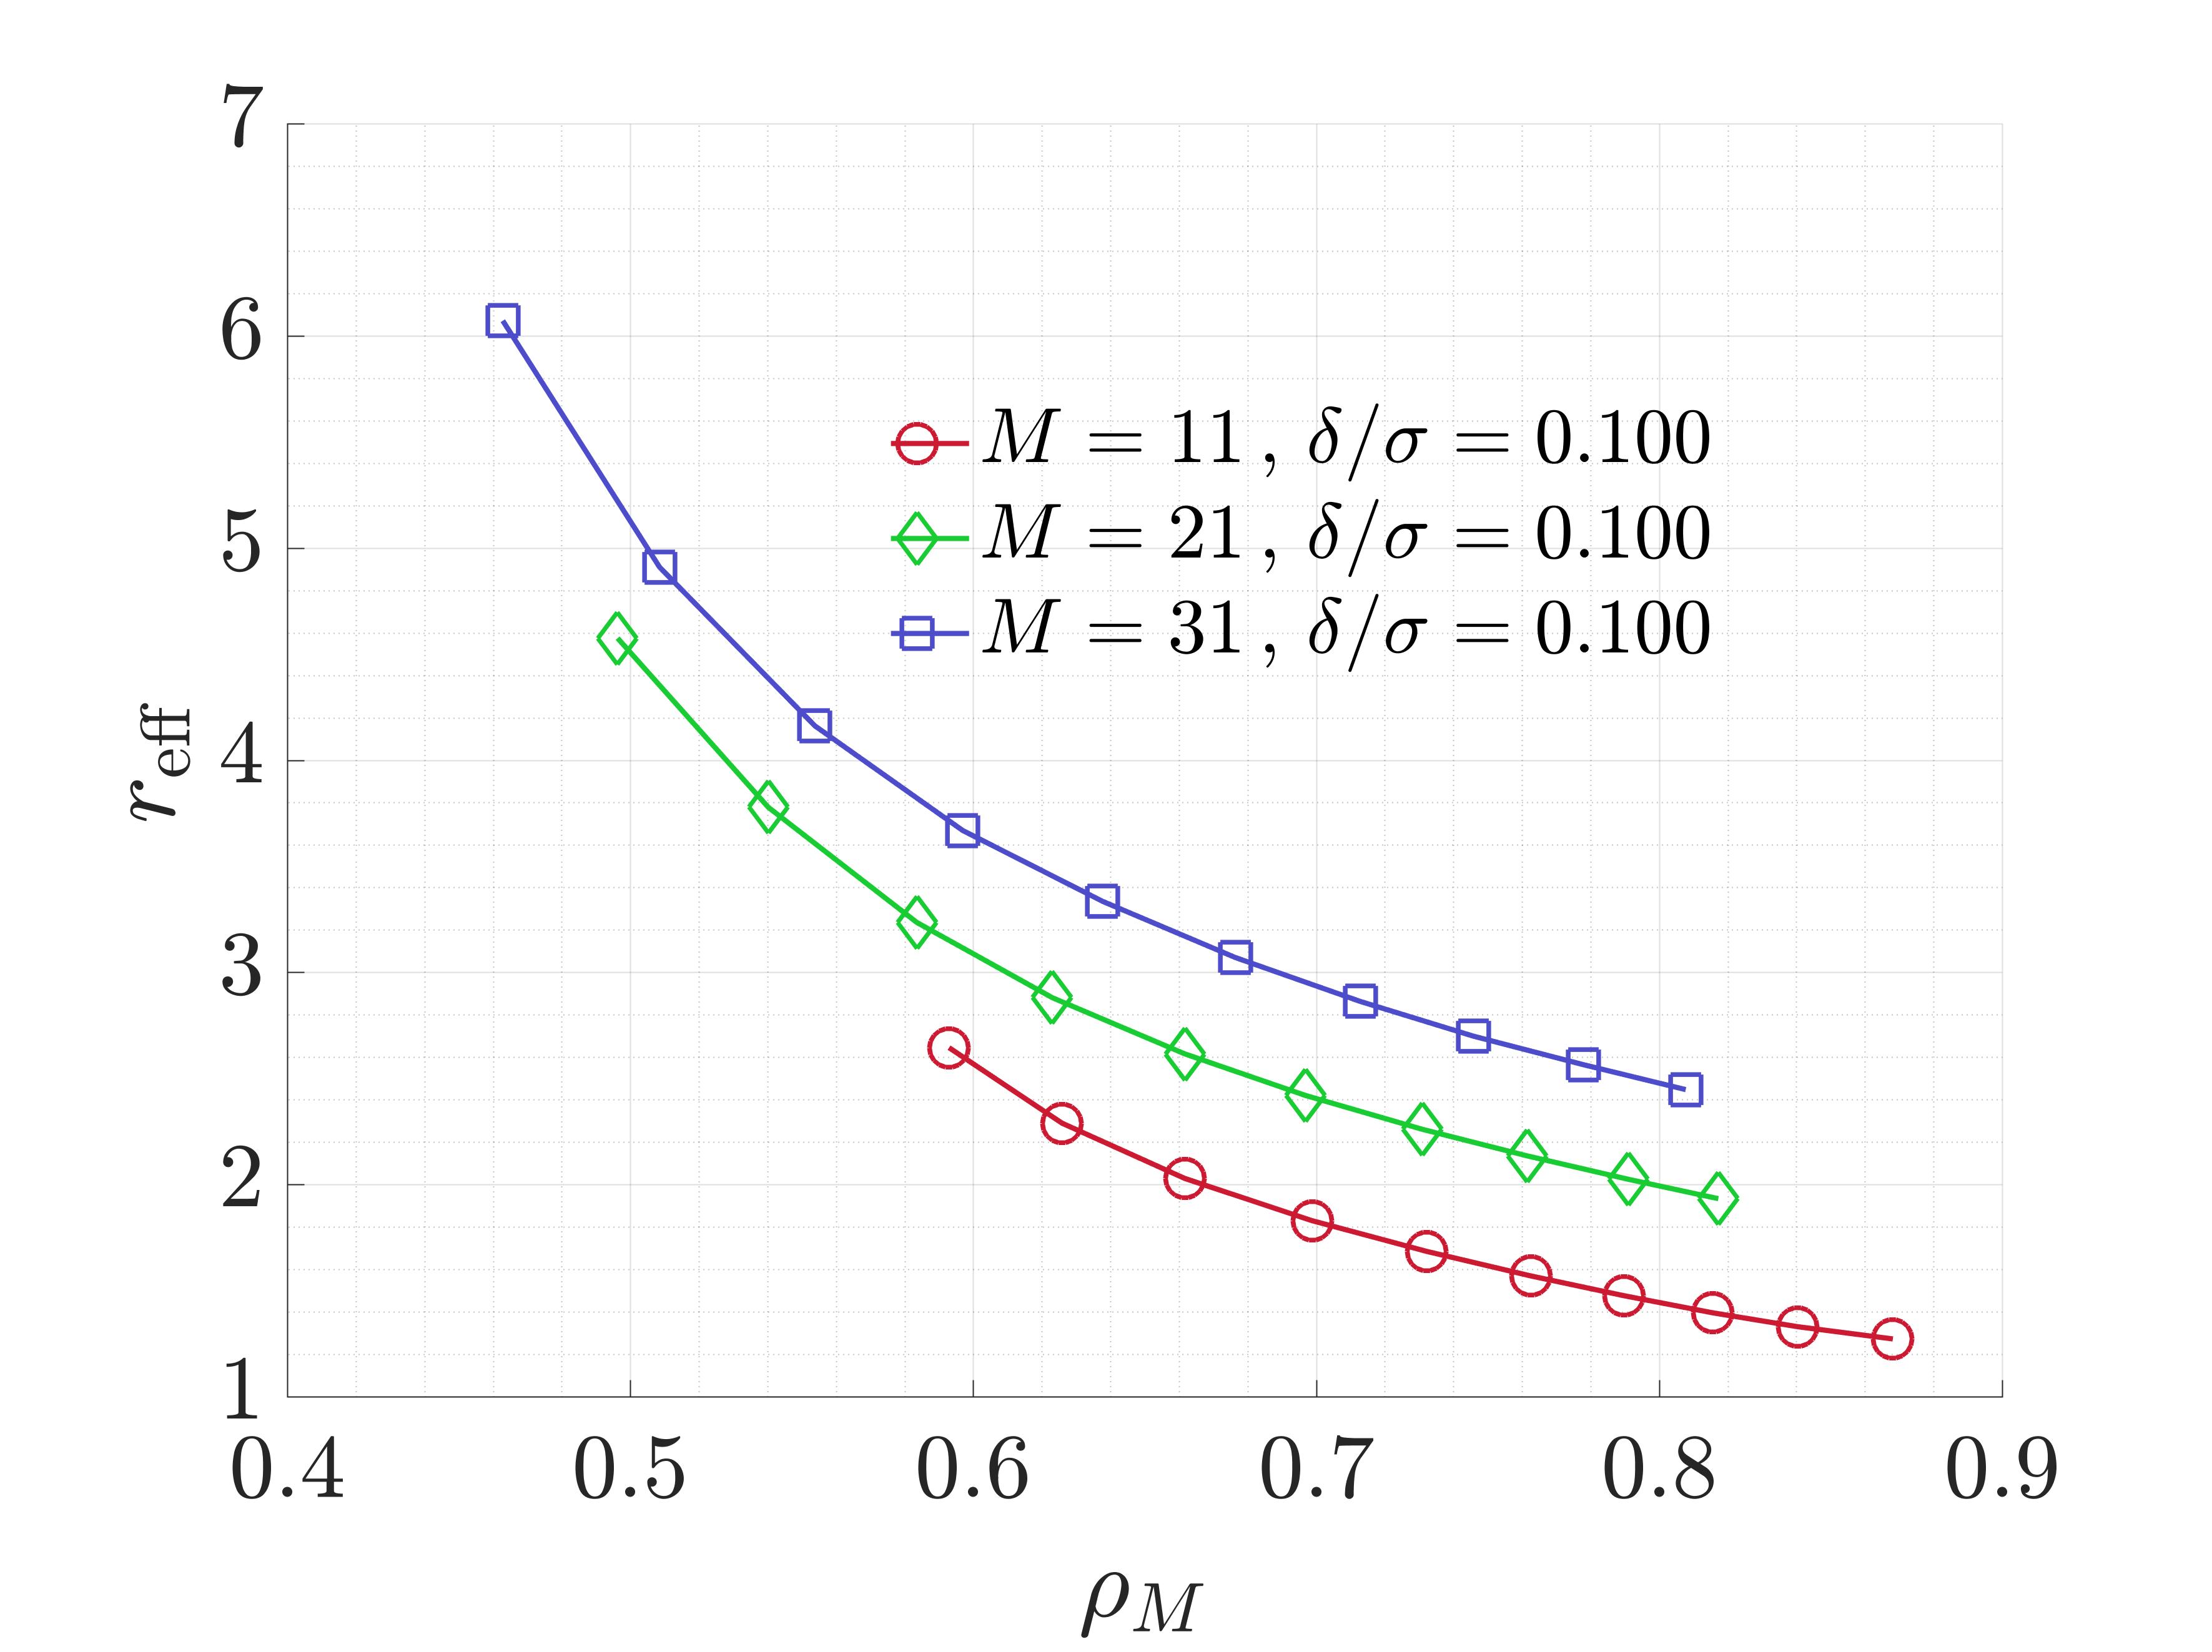 7
6
5
4
3
2
1
r_eff
M = 11 , δ/σ = 0.100
M = 21 , δ/σ = 0.100
M = 31 , δ/σ = 0.100
0.4 0.5 0.6 0.7 0.8 0.9
ρ_M